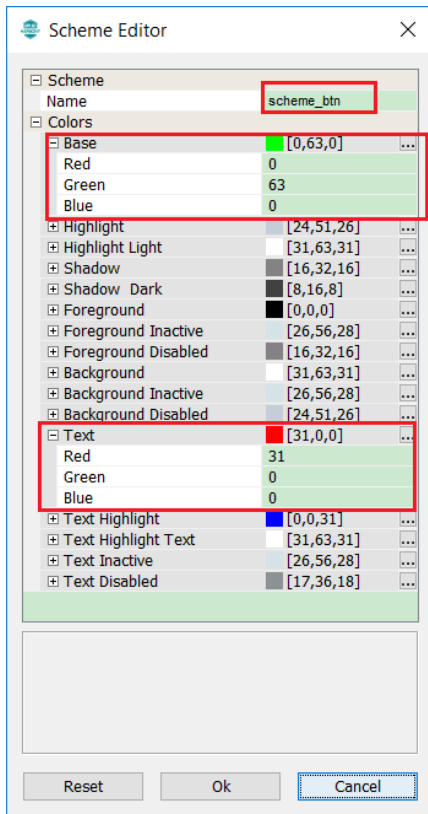 Scheme Editor
Scheme
Name scheme_btn
Colors
Base [0,63,0] ...
Red 0
Green 63
Blue 0
Highlight [24,51,26] ...
Highlight Light [31,63,31] ...
Shadow [16,32,16] ...
Shadow Dark [8,16,8] ...
Foreground [0,0,0] ...
Foreground Inactive [26,56,28] ...
Foreground Disabled [16,32,16] ...
Background [31,63,31] ...
Background Inactive [26,56,28] ...
Background Disabled [24,51,26] ...
Text [31,0,0] ...
Red 31
Green 0
Blue 0
Text Highlight [0,0,31] ...
Text Highlight Text [31,63,31] ...
Text Inactive [26,56,28] ...
Text Disabled [17,36,18] ...
Reset Ok Cancel